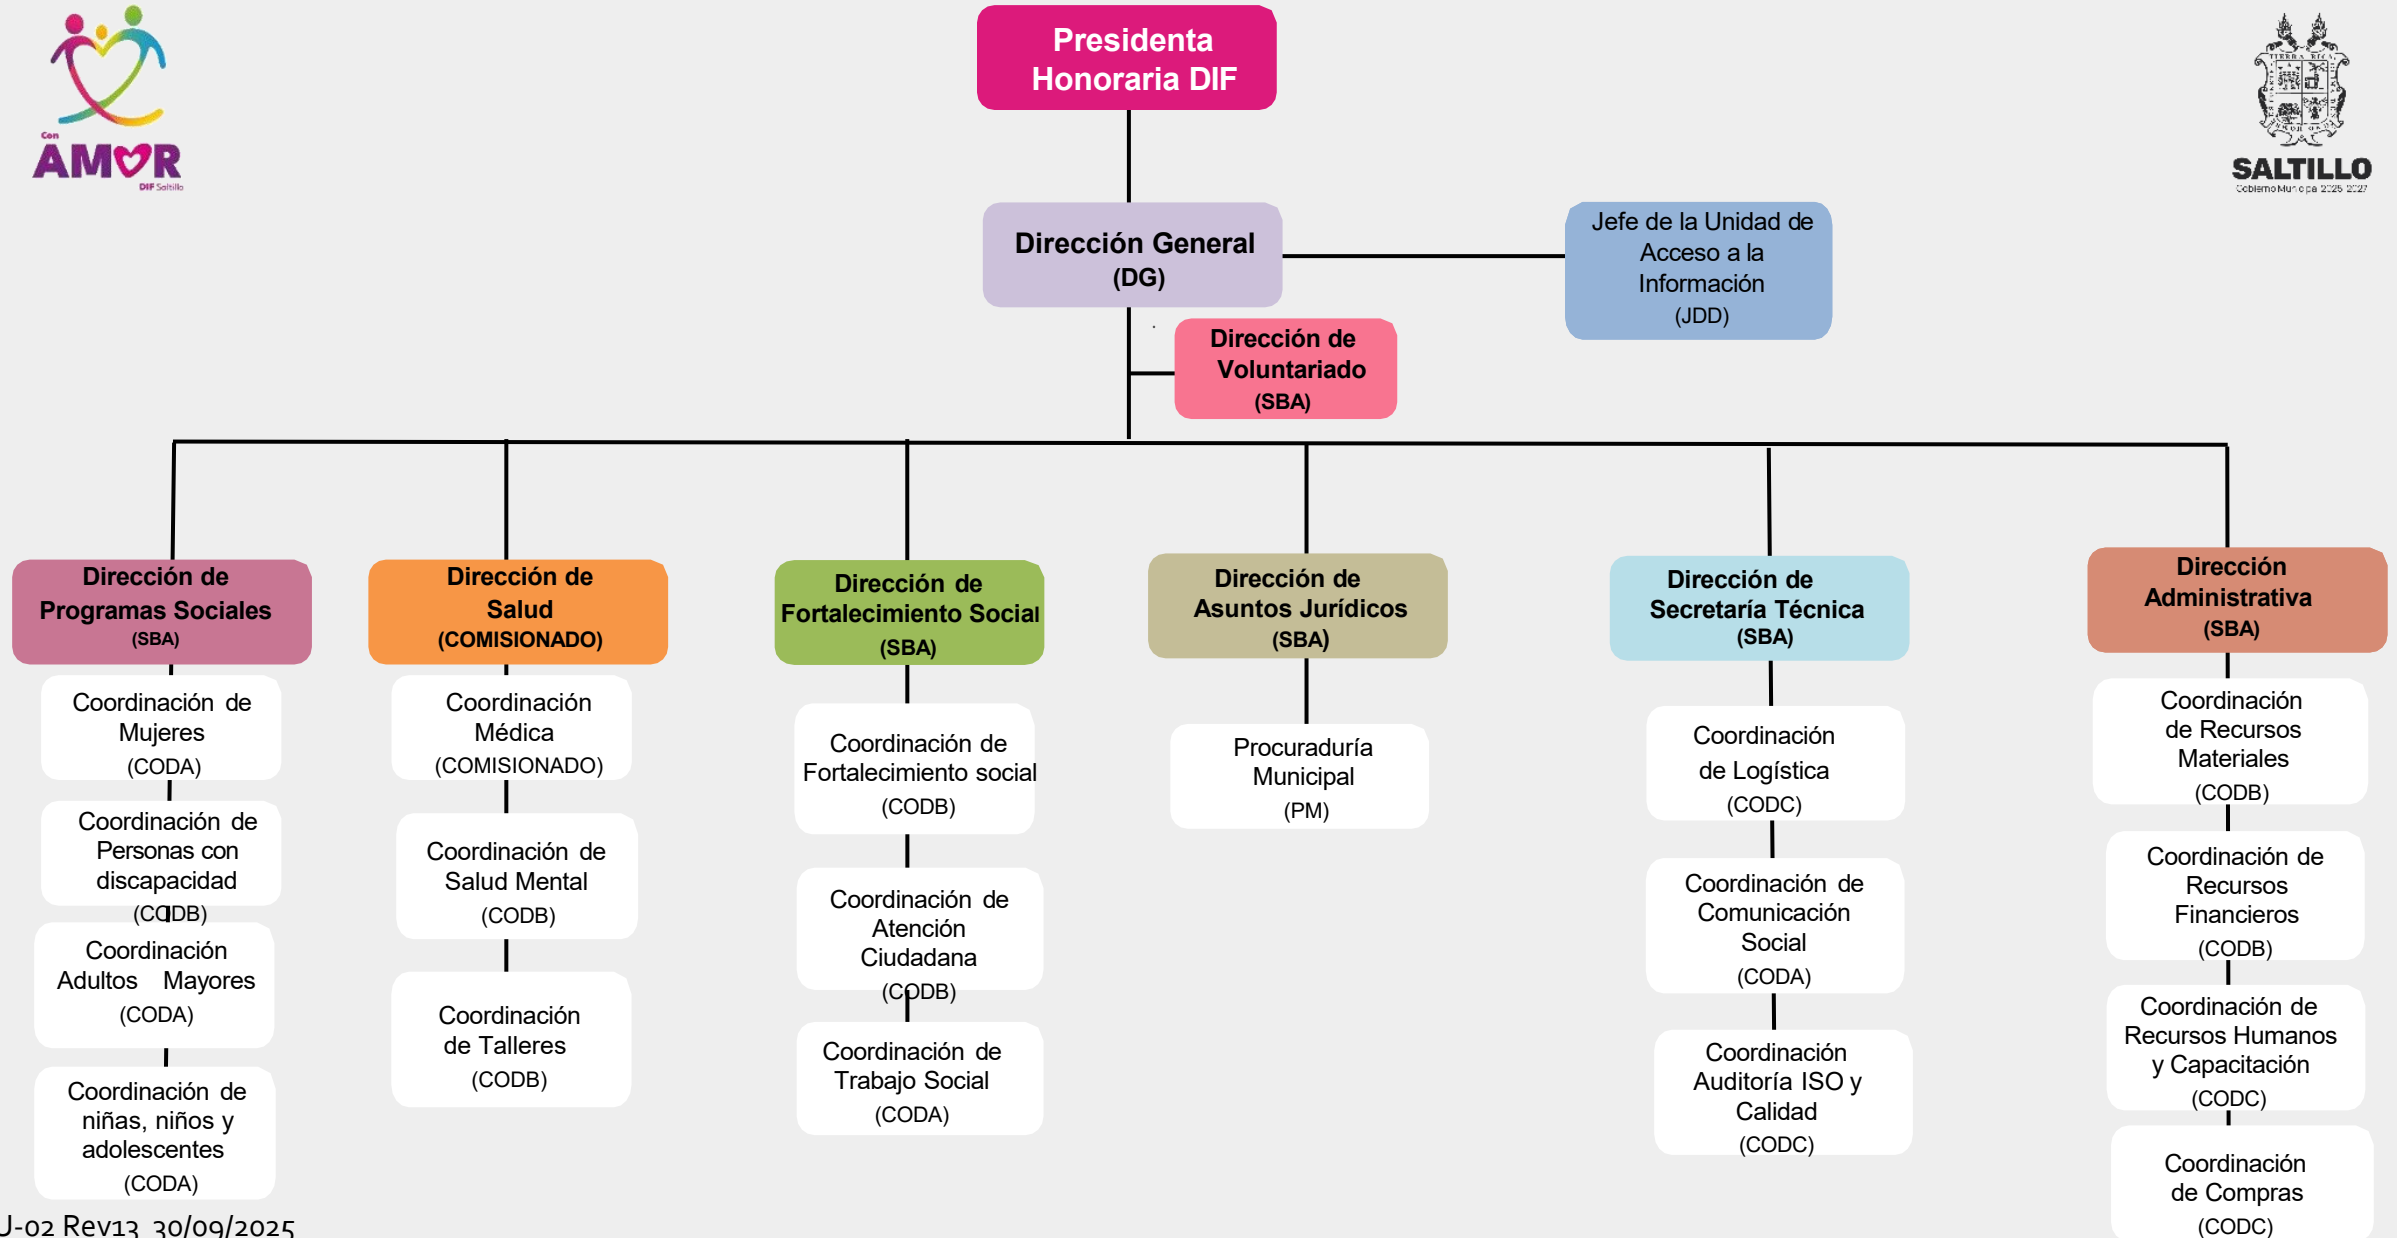 Con
AMOR
DIF Saltillo
Presidenta
Honoraria DIF
TIERRA RICA
SALTILLO
Gobierno Municipal 2025 2027
Dirección General
(DG)
Jefe de la Unidad de
Acceso a la
Información
(JDD)
Dirección de
Voluntariado
(SBA)
Dirección de
Programas Sociales
(SBA)
Coordinación de
Mujeres
(CODA)
Coordinación de
Personas con
discapacidad
(CODB)
Coordinación
Adultos Mayores
(CODA)
Coordinación de
niñas, niños y
adolescentes
(CODA)
Dirección de
Salud
(COMISIONADO)
Coordinación
Médica
(COMISIONADO)
Coordinación de
Salud Mental
(CODB)
Coordinación
de Talleres
(CODB)
Dirección de
Fortalecimiento Social
(SBA)
Coordinación de
Fortalecimiento social
(CODB)
Coordinación de
Atención
Ciudadana
(CODB)
Coordinación de
Trabajo Social
(CODA)
Dirección de
Asuntos Jurídicos
(SBA)
Procuraduría
Municipal
(PM)
Dirección de
Secretaría Técnica
(SBA)
Coordinación
de Logística
(CODC)
Coordinación de
Comunicación
Social
(CODA)
Coordinación
Auditoría ISO y
Calidad
(CODC)
Dirección
Administrativa
(SBA)
Coordinación
de Recursos
Materiales
(CODB)
Coordinación de
Recursos
Financieros
(CODB)
Coordinación de
Recursos Humanos
y Capacitación
(CODC)
Coordinación
de Compras
(CODC)
U-02 Rev13 30/09/2025